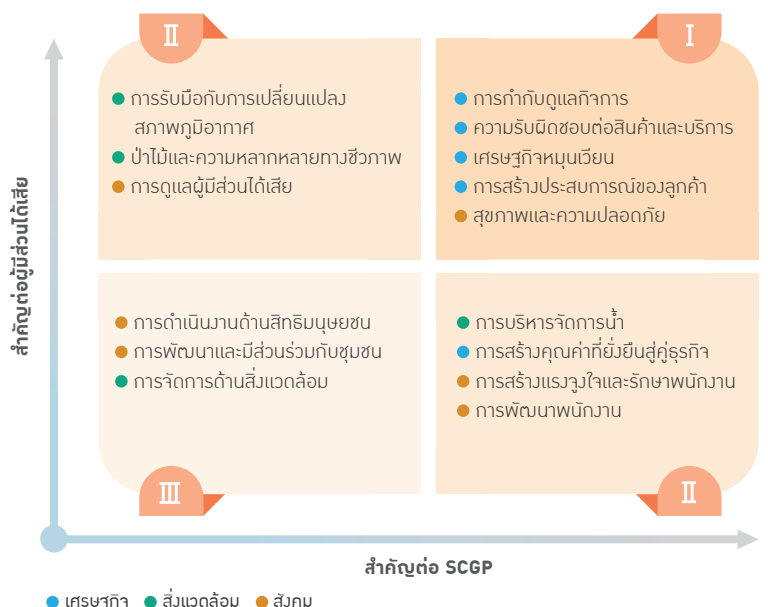 II
I
การรับมือกับการเปลี่ยนแปลง
สภาพภูมิอากาศ
ป่าไม้และความหลากหลายทางชีวภาพ
การดูแลผู้มีส่วนได้เสีย
การกำกับดูแลกิจการ
ความรับผิดชอบต่อสินค้าและบริการ
เศรษฐกิจหมุนเวียน
การสร้างประสบการณ์ของลูกค้า
สุขภาพและความปลอดภัย
สำคัญต่อผู้มีส่วนได้เสีย
การดำเนินงานด้านสิทธิมนุษยชน
การพัฒนาและมีส่วนร่วมกับชุมชน
การจัดการด้านสิ่งแวดล้อม
การบริหารจัดการน้ำ
การสร้างคุณค่าที่ยั่งยืนสู่คู่ธุรกิจ
การสร้างแรงจูงใจและรักษาพนักงาน
การพัฒนาพนักงาน
III
II
สำคัญต่อ SCGP
เศรษฐกิจ สิ่งแวดล้อม สังคม